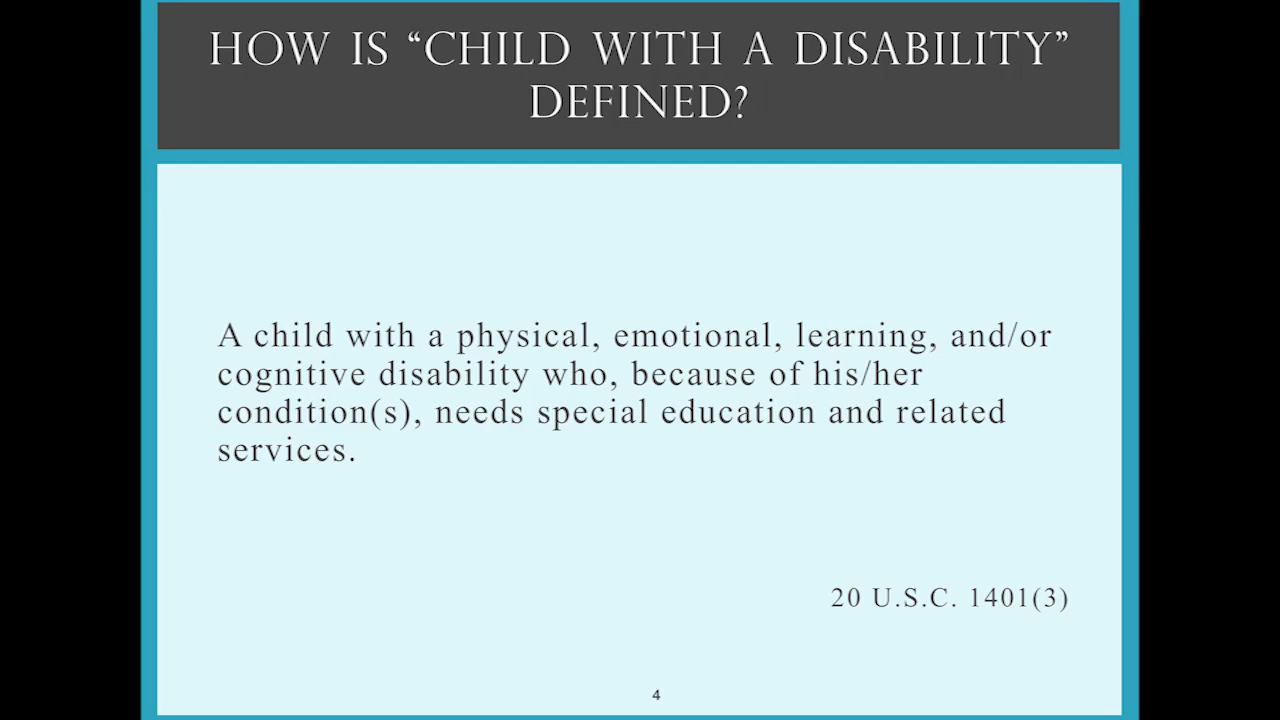 HOW IS “CHILD WITH A DISABILITY”
DEFINED?
A child with a physical, emotional, learning, and/or
cognitive disability who, because of his/her
condition(s), needs special education and related
services.
20 U.S.C. 1401(3)
4